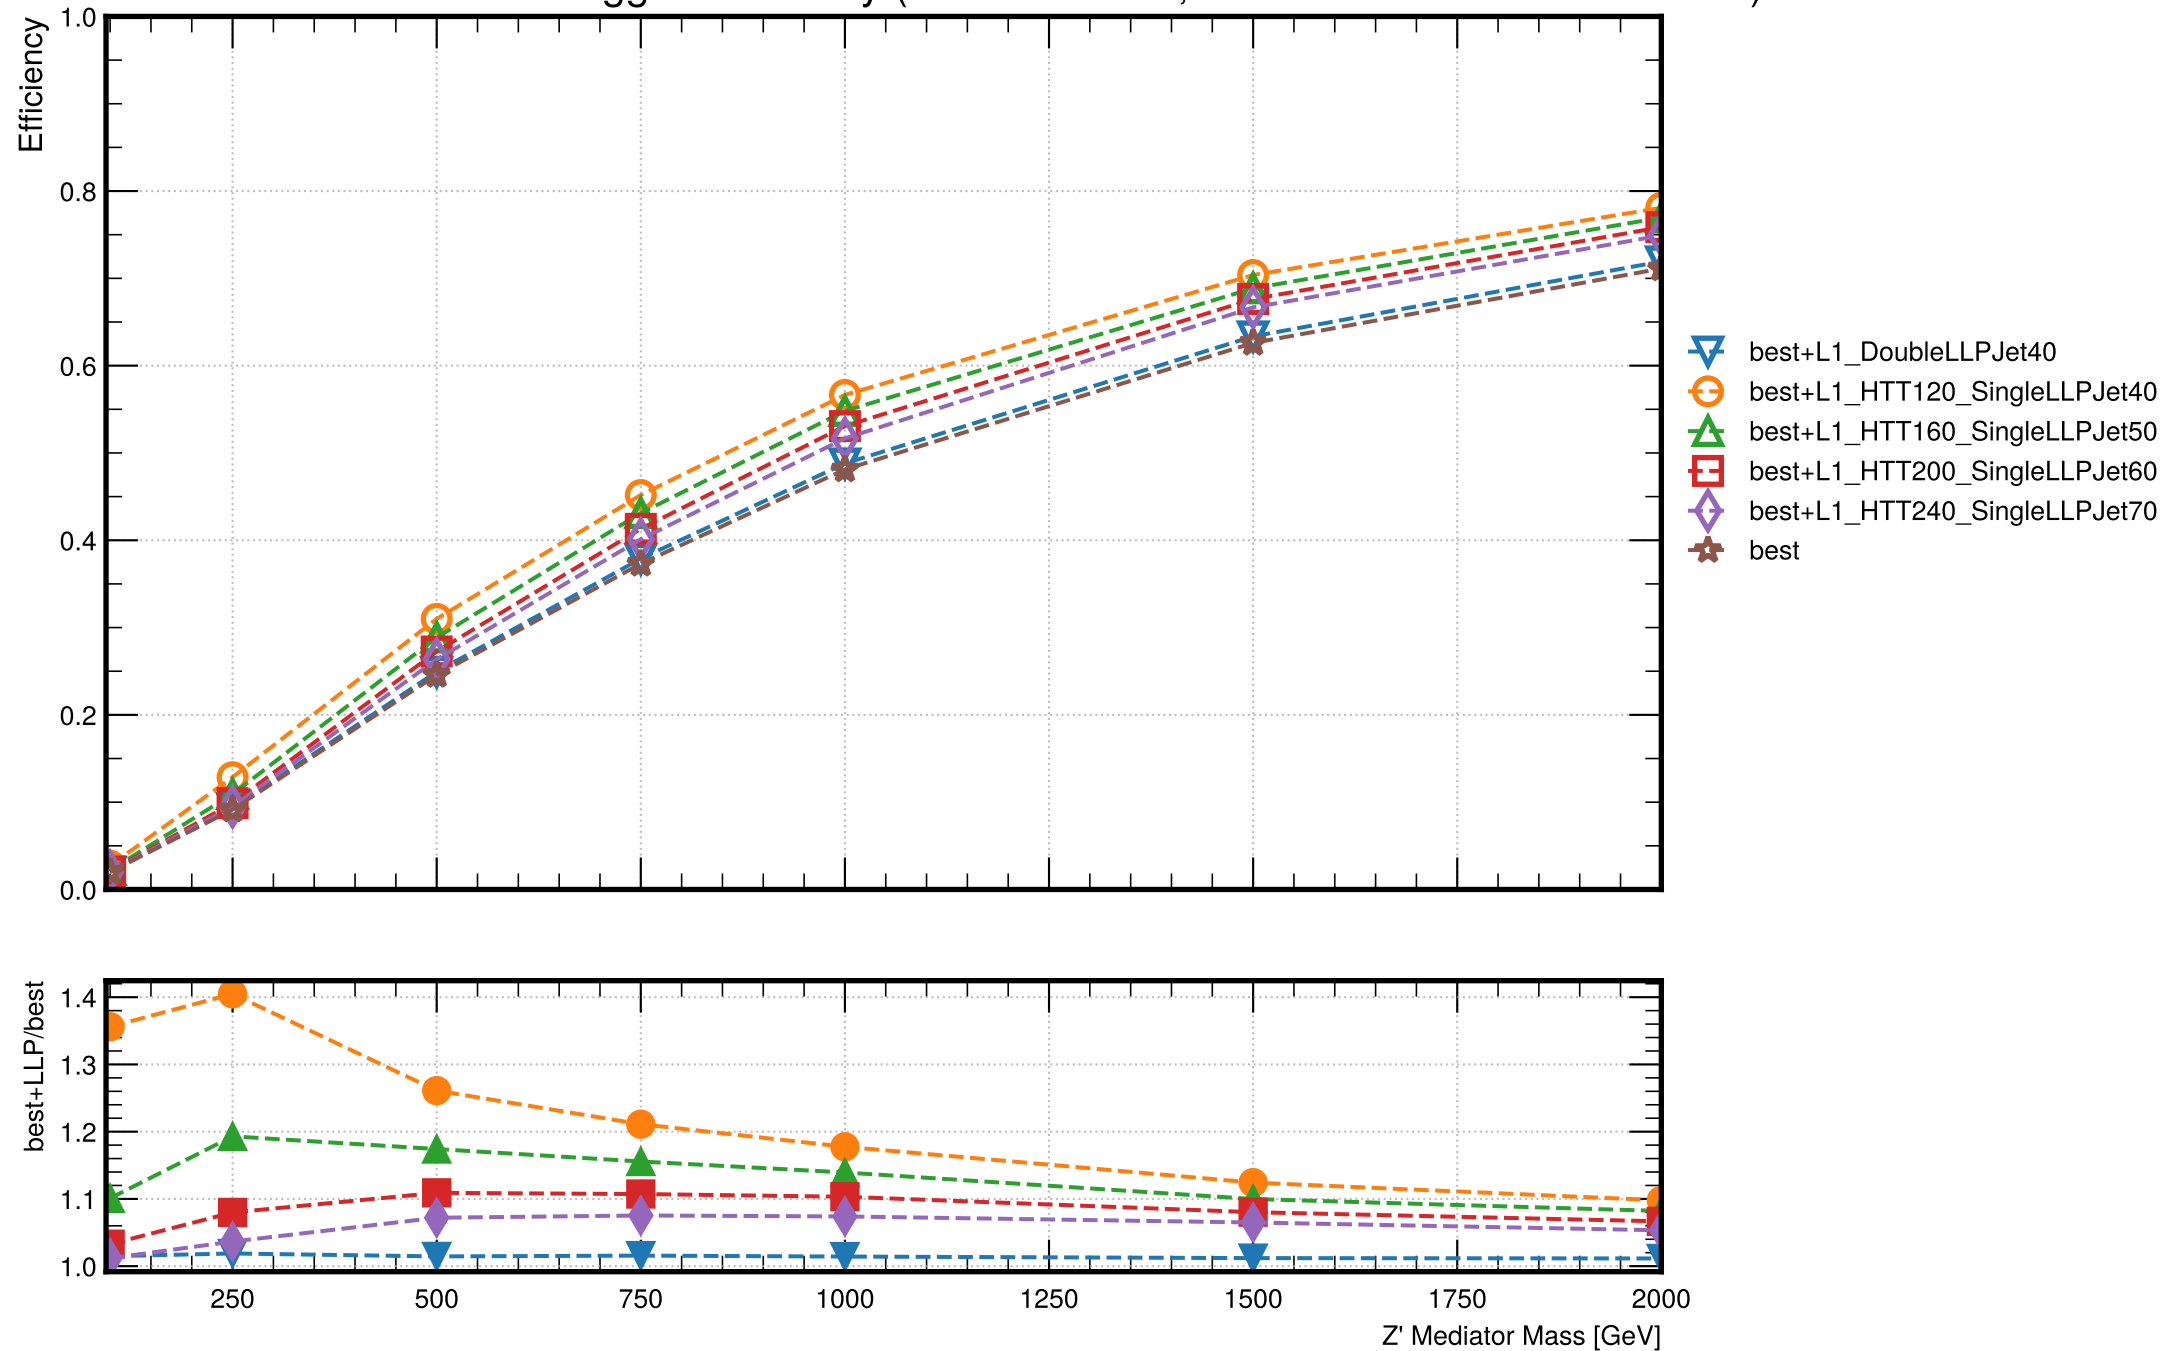 1.0
Efficiency
0.8
0.6
0.4
0.2
0.0
best+L1_DoubleLLPJet40
best+L1_HTT120_SingleLLPJet40
best+L1_HTT160_SingleLLPJet50
best+L1_HTT200_SingleLLPJet60
best+L1_HTT240_SingleLLPJet70
best
best+LLP/best
1.4
1.3
1.2
1.1
1.0
250 500 750 1000 1250 1500 1750 2000
Z' Mediator Mass [GeV]